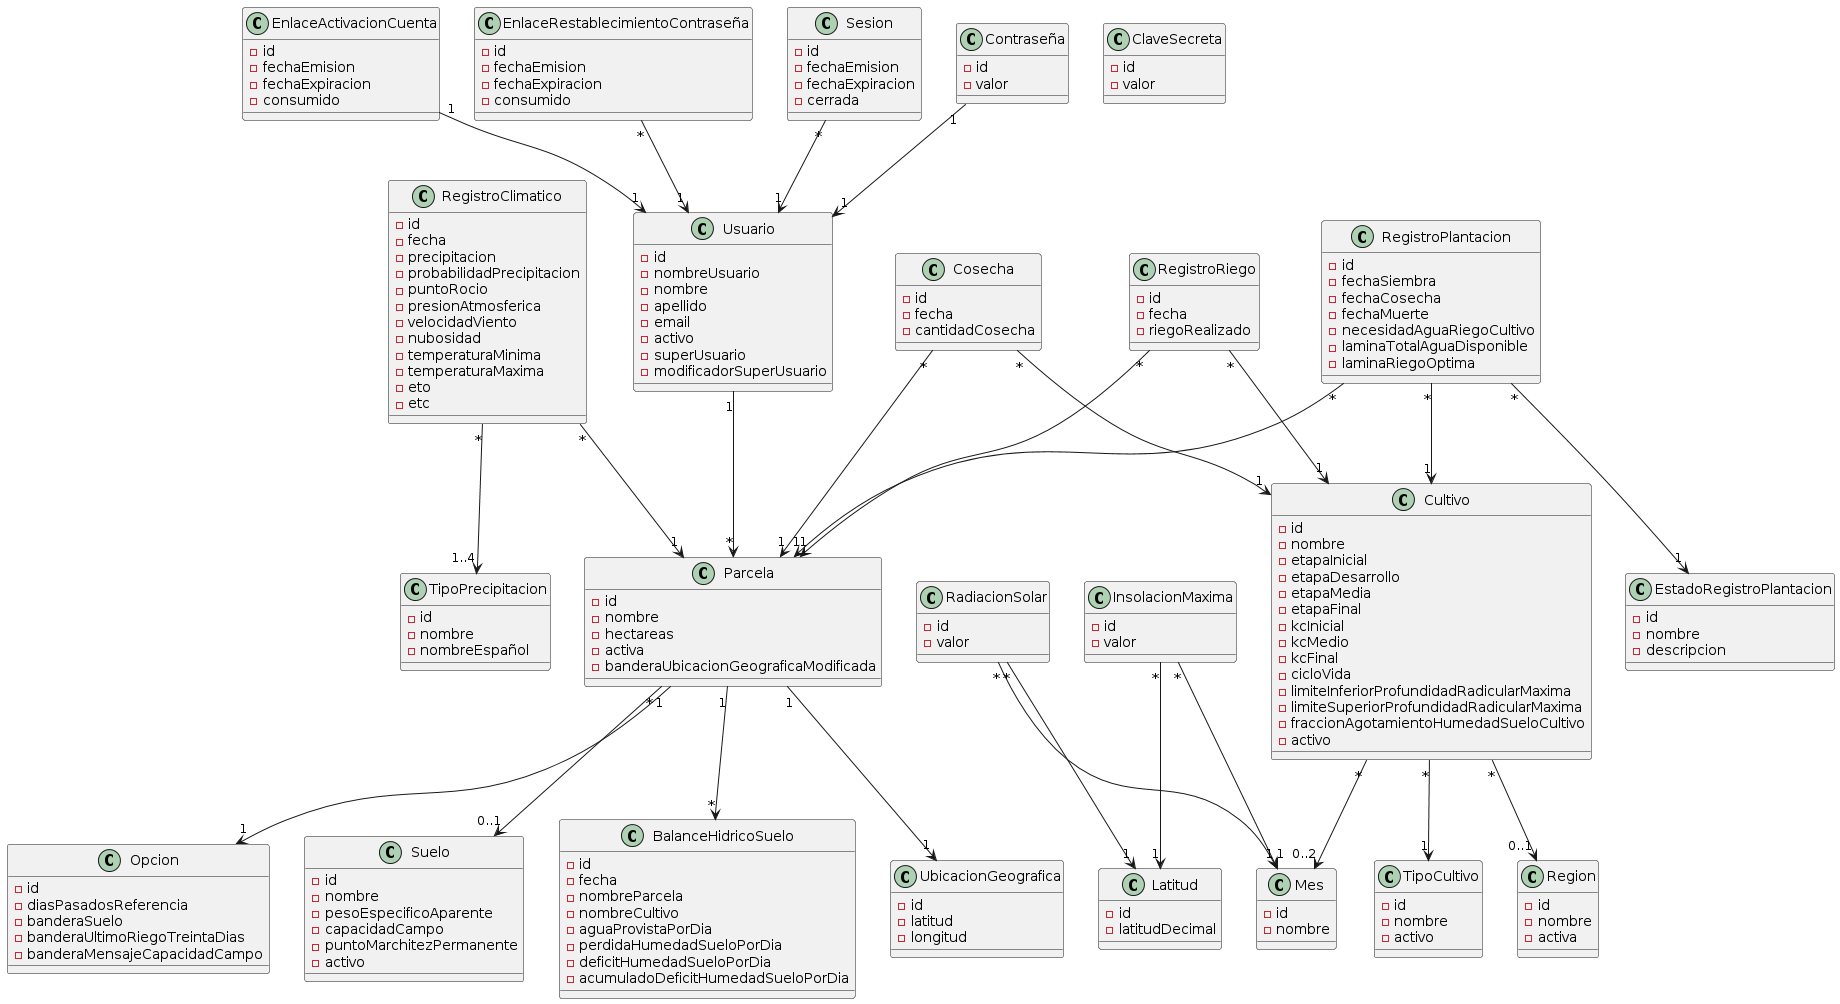 C EnlaceActivacionCuenta
id
fechaEmision
fechaExpiracion
consumido
C EnlaceRestablecimientoContraseña
id
fechaEmision
fechaExpiracion
consumido
C Sesion
id
fechaEmision
fechaExpiracion
cerrada
C Contraseña
id
valor
C ClaveSecreta
id
valor
1
*
*
1
1
1
1
1
C RegistroClimatico
id
fecha
precipitacion
probabilidadPrecipitacion
puntoRocio
presionAtmosferica
velocidadViento
nubosidad
temperaturaMinima
temperaturaMaxima
eto
etc
C Usuario
id
nombreUsuario
nombre
apellido
email
activo
superUsuario
modificadorSuperUsuario
C Cosecha
id
fecha
cantidadCosecha
C RegistroRiego
id
fecha
riegoRealizado
C RegistroPlantacion
id
fechaSiembra
fechaCosecha
fechaMuerte
necesidadAguaRiegoCultivo
laminaTotalAguaDisponible
laminaRiegoOptima
*
*
1
*
*
*
*
*
*
*
1..4
1
*
1
1
1
1
1
1
1
C TipoPrecipitacion
id
nombre
nombreEspañol
C Parcela
id
nombre
hectareas
activa
banderaUbicacionGeograficaModificada
C RadiacionSolar
id
valor
C InsolacionMaxima
id
valor
C Cultivo
id
nombre
etapaInicial
etapaDesarrollo
etapaMedia
etapaFinal
kcInicial
kcMedio
kcFinal
cicloVida
limiteInferiorProfundidadRadicularMaxima
limiteSuperiorProfundidadRadicularMaxima
fraccionAgotamientoHumedadSueloCultivo
activo
C EstadoRegistroPlantacion
id
nombre
descripcion
*
1
1
1
*
*
*
*
*
*
*
1
0..1
*
1
1
1
1
1
0..2
1
0..1
C Opcion
id
diasPasadosReferencia
banderaSuelo
banderaUltimoRiegoTreintaDias
banderaMensajeCapacidadCampo
C Suelo
id
nombre
pesoEspecificoAparente
capacidadCampo
puntoMarchitezPermanente
activo
C BalanceHidricoSuelo
id
fecha
nombreParcela
nombreCultivo
aguaProvistaPorDia
perdidaHumedadSueloPorDia
deficitHumedadSueloPorDia
acumuladoDeficitHumedadSueloPorDia
C UbicacionGeografica
id
latitud
longitud
C Latitud
id
latitudDecimal
C Mes
id
nombre
C TipoCultivo
id
nombre
activo
C Region
id
nombre
activa